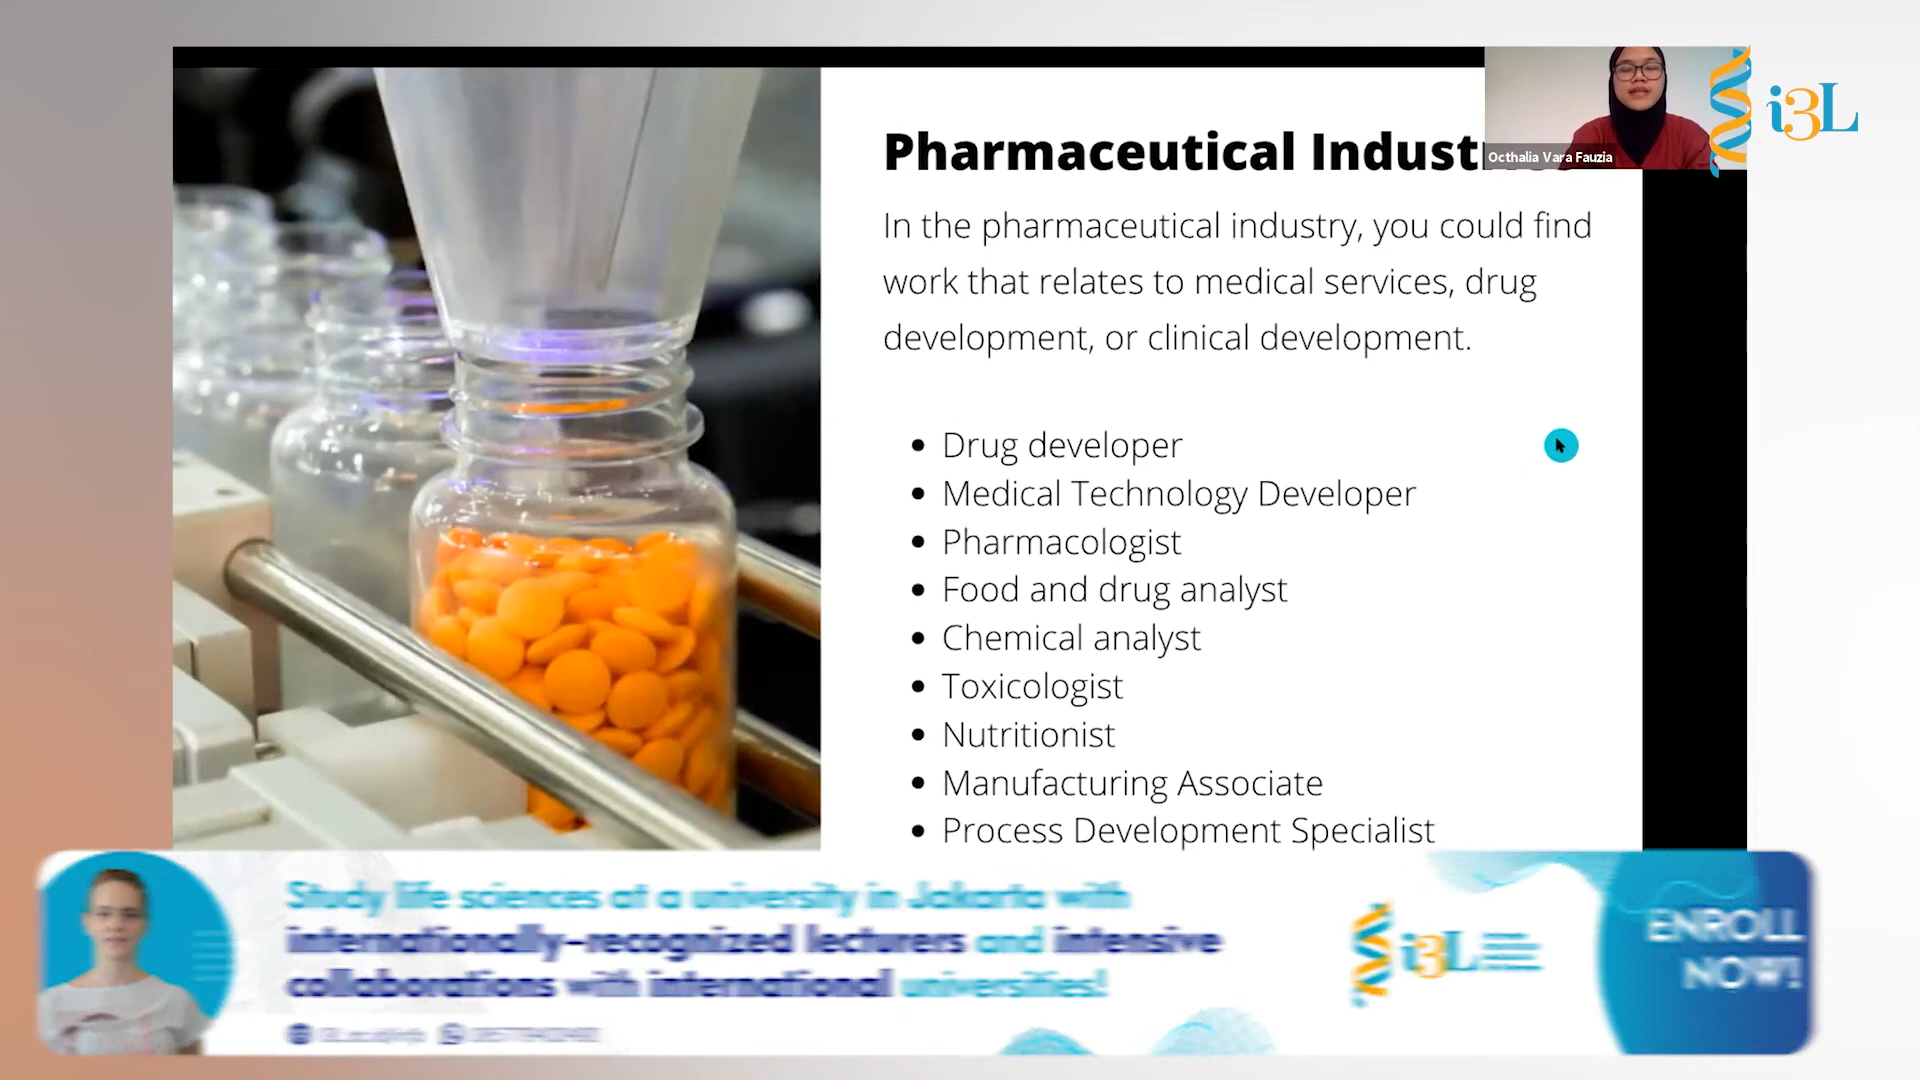 i3L
Pharmaceutical Indust
Octhalia Vara Fauzia
In the pharmaceutical industry, you could find
work that relates to medical services, drug
development, or clinical development.
• Drug developer
• Medical Technology Developer
• Pharmacologist
• Food and drug analyst
• Chemical analyst
• Toxicologist
• Nutritionist
• Manufacturing Associate
• Process Development Specialist
Study life sciences at a university in Jakarta with
internationally-recognized lecturers and intensive
collaborations with international universities!
i3L
ENROLL
NOW!